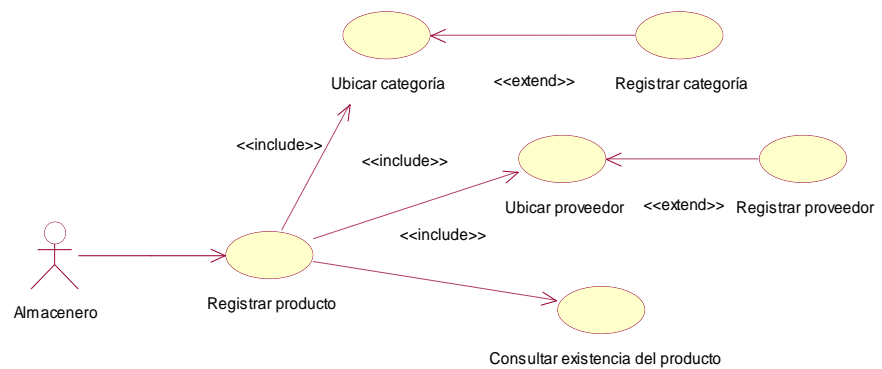 Ubicar categoría
<<extend>>
Registrar categoría
<<include>>
<<include>>
Ubicar proveedor
<<extend>>
Registrar proveedor
<<include>>
Almacenero
Registrar producto
Consultar existencia del producto